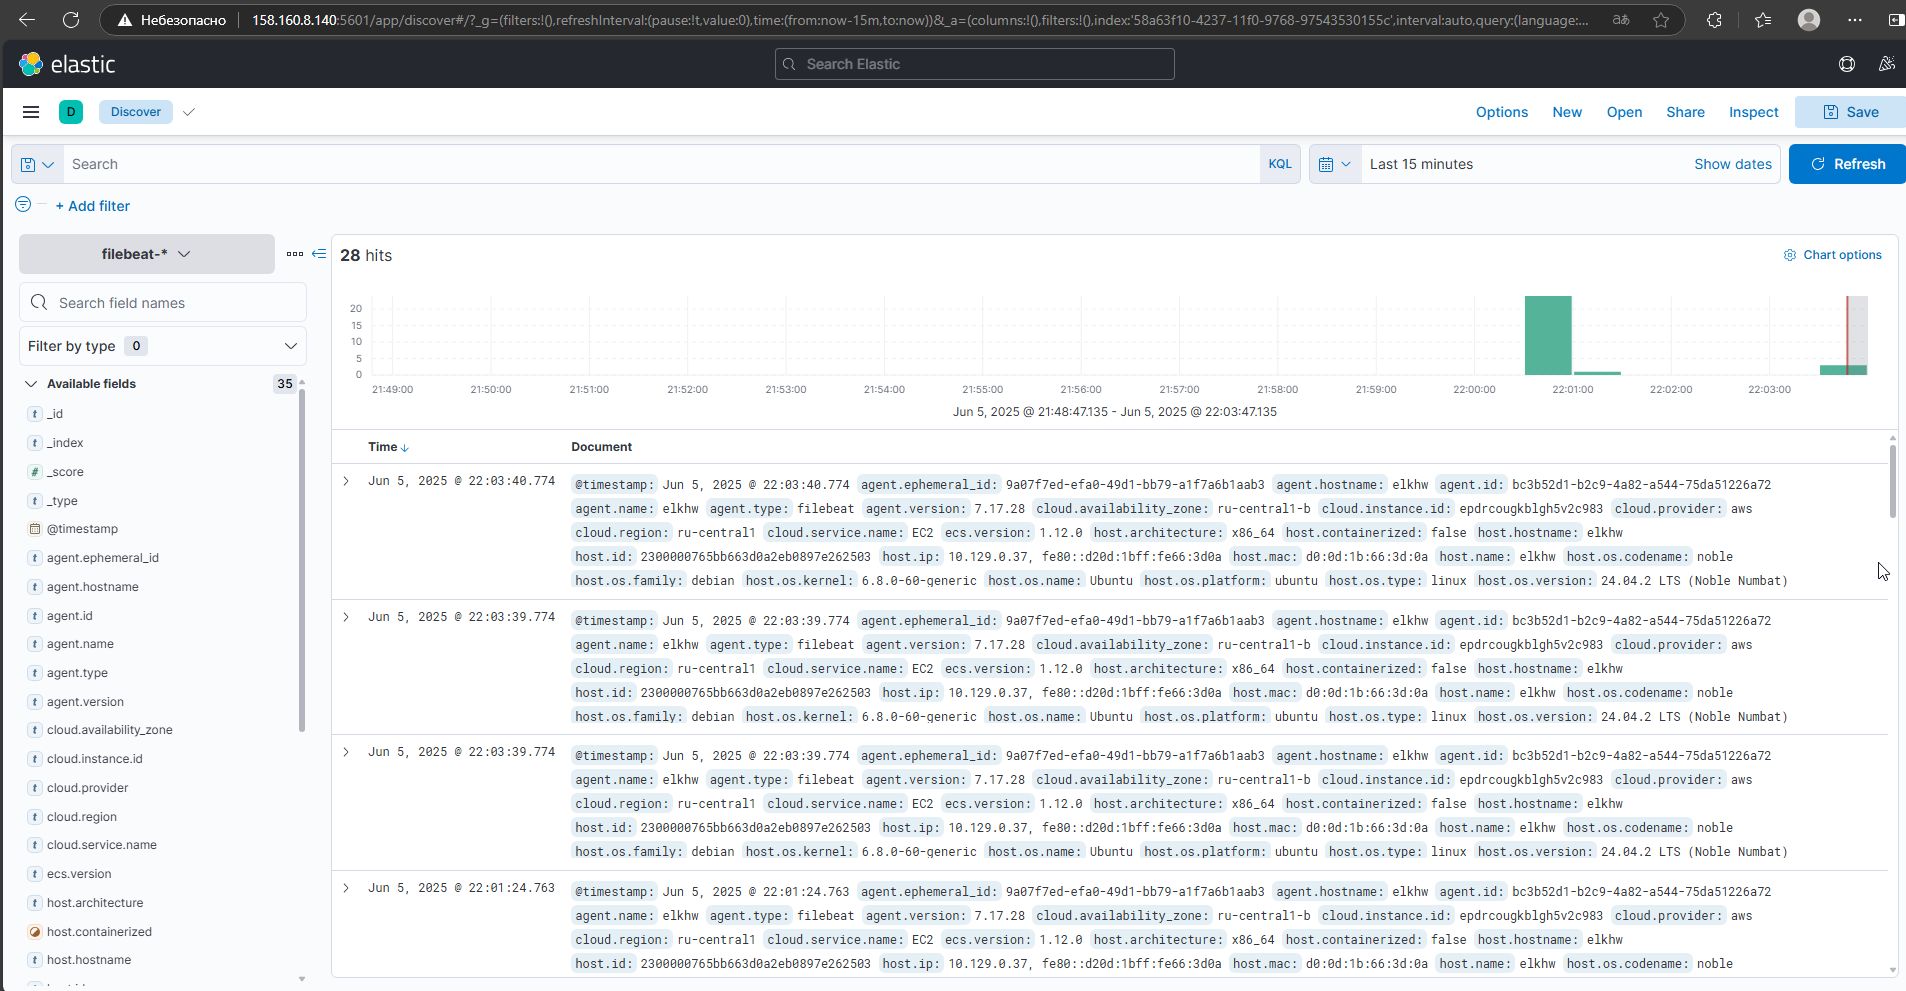 Небезопасно 158.160.8.140:5601/app/discover#/?_g=(filters:!(),refreshInterval:(pause:!t,value:0),time:(from:now-15m,to:now))&_a=(columns:!(),filters:!(),index:'58a63f10-4237-11f0-9768-97543530155c',interval:auto,query:(language:... aあ
elastic Search Elastic
D Discover Options New Open Share Inspect Save
Search KQL Last 15 minutes Show dates Refresh
+ Add filter
filebeat-*
28 hits Chart options
Search field names
Filter by type 0
Available fields 35
_id
_index
# _score
_type
@timestamp
agent.ephemeral_id
agent.hostname
agent.id
agent.name
agent.type
agent.version
cloud.availability_zone
cloud.instance.id
cloud.provider
cloud.region
cloud.service.name
ecs.version
host.architecture
host.containerized
host.hostname
20
15
10
5
0
21:49:00 21:50:00 21:51:00 21:52:00 21:53:00 21:54:00 21:55:00 21:56:00 21:57:00 21:58:00 21:59:00 22:00:00 22:01:00 22:02:00 22:03:00
Jun 5, 2025 @ 21:48:47.135 - Jun 5, 2025 @ 22:03:47.135
Time Document
Jun 5, 2025 @ 22:03:40.774 @timestamp: Jun 5, 2025 @ 22:03:40.774 agent.ephemeral_id: 9a07f7ed-efa0-49d1-bb79-a1f7a6b1aab3 agent.hostname: elkhw agent.id: bc3b52d1-b2c9-4a82-a544-75da51226a72
agent.name: elkhw agent.type: filebeat agent.version: 7.17.28 cloud.availability_zone: ru-central1-b cloud.instance.id: epdrcougkblgh5v2c983 cloud.provider: aws
cloud.region: ru-central1 cloud.service.name: EC2 ecs.version: 1.12.0 host.architecture: x86_64 host.containerized: false host.hostname: elkhw
host.id: 2300000765bb663d0a2eb0897e262503 host.ip: 10.129.0.37, fe80::d20d:1bff:fe66:3d0a host.mac: d0:0d:1b:66:3d:0a host.name: elkhw host.os.codename: noble
host.os.family: debian host.os.kernel: 6.8.0-60-generic host.os.name: Ubuntu host.os.platform: ubuntu host.os.type: linux host.os.version: 24.04.2 LTS (Noble Numbat)
Jun 5, 2025 @ 22:03:39.774 @timestamp: Jun 5, 2025 @ 22:03:39.774 agent.ephemeral_id: 9a07f7ed-efa0-49d1-bb79-a1f7a6b1aab3 agent.hostname: elkhw agent.id: bc3b52d1-b2c9-4a82-a544-75da51226a72
agent.name: elkhw agent.type: filebeat agent.version: 7.17.28 cloud.availability_zone: ru-central1-b cloud.instance.id: epdrcougkblgh5v2c983 cloud.provider: aws
cloud.region: ru-central1 cloud.service.name: EC2 ecs.version: 1.12.0 host.architecture: x86_64 host.containerized: false host.hostname: elkhw
host.id: 2300000765bb663d0a2eb0897e262503 host.ip: 10.129.0.37, fe80::d20d:1bff:fe66:3d0a host.mac: d0:0d:1b:66:3d:0a host.name: elkhw host.os.codename: noble
host.os.family: debian host.os.kernel: 6.8.0-60-generic host.os.name: Ubuntu host.os.platform: ubuntu host.os.type: linux host.os.version: 24.04.2 LTS (Noble Numbat)
Jun 5, 2025 @ 22:03:39.774 @timestamp: Jun 5, 2025 @ 22:03:39.774 agent.ephemeral_id: 9a07f7ed-efa0-49d1-bb79-a1f7a6b1aab3 agent.hostname: elkhw agent.id: bc3b52d1-b2c9-4a82-a544-75da51226a72
agent.name: elkhw agent.type: filebeat agent.version: 7.17.28 cloud.availability_zone: ru-central1-b cloud.instance.id: epdrcougkblgh5v2c983 cloud.provider: aws
cloud.region: ru-central1 cloud.service.name: EC2 ecs.version: 1.12.0 host.architecture: x86_64 host.containerized: false host.hostname: elkhw
host.id: 2300000765bb663d0a2eb0897e262503 host.ip: 10.129.0.37, fe80::d20d:1bff:fe66:3d0a host.mac: d0:0d:1b:66:3d:0a host.name: elkhw host.os.codename: noble
host.os.family: debian host.os.kernel: 6.8.0-60-generic host.os.name: Ubuntu host.os.platform: ubuntu host.os.type: linux host.os.version: 24.04.2 LTS (Noble Numbat)
Jun 5, 2025 @ 22:01:24.763 @timestamp: Jun 5, 2025 @ 22:01:24.763 agent.ephemeral_id: 9a07f7ed-efa0-49d1-bb79-a1f7a6b1aab3 agent.hostname: elkhw agent.id: bc3b52d1-b2c9-4a82-a544-75da51226a72
agent.name: elkhw agent.type: filebeat agent.version: 7.17.28 cloud.availability_zone: ru-central1-b cloud.instance.id: epdrcougkblgh5v2c983 cloud.provider: aws
cloud.region: ru-central1 cloud.service.name: EC2 ecs.version: 1.12.0 host.architecture: x86_64 host.containerized: false host.hostname: elkhw
host.id: 2300000765bb663d0a2eb0897e262503 host.ip: 10.129.0.37, fe80::d20d:1bff:fe66:3d0a host.mac: d0:0d:1b:66:3d:0a host.name: elkhw host.os.codename: noble